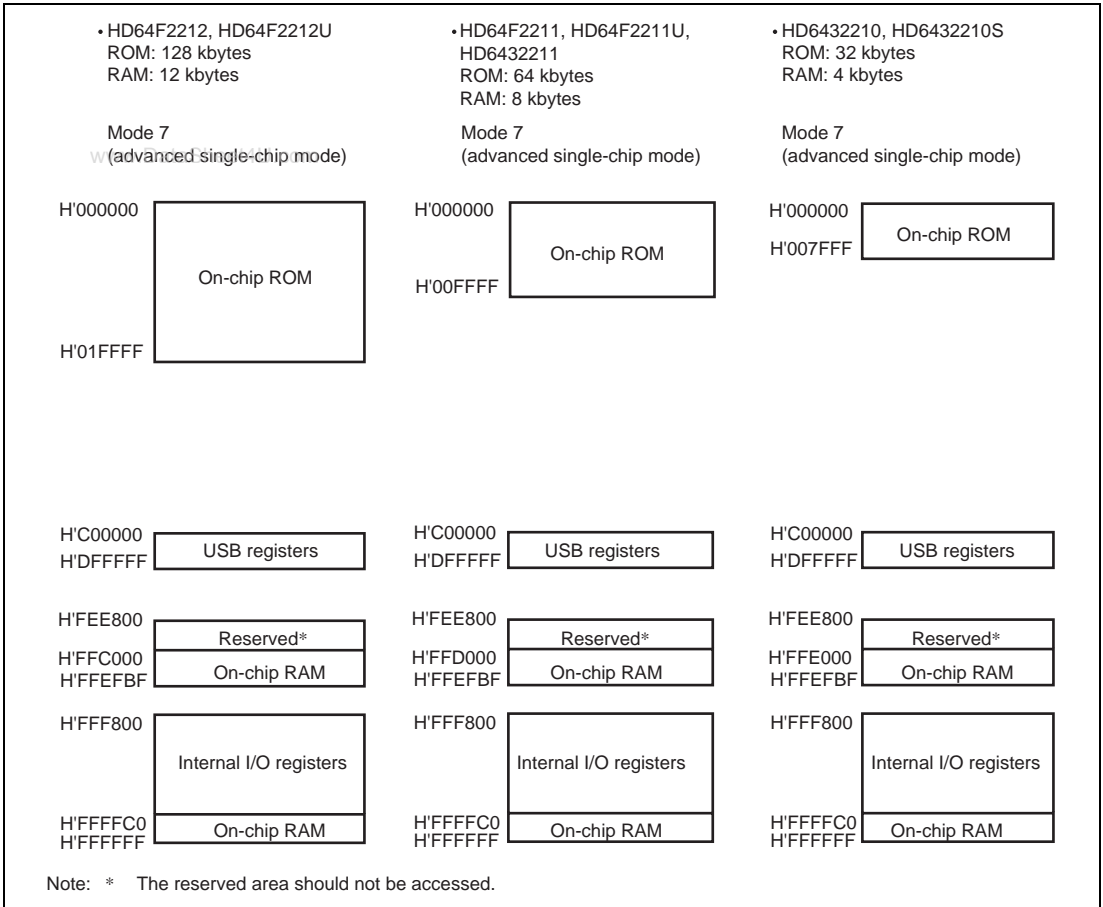 • HD64F2212, HD64F2212U
ROM: 128 kbytes
RAM: 12 kbytes
Mode 7
(advanced single-chip mode)
H'000000
On-chip ROM
H'01FFFF
H'C00000
USB registers
H'DFFFFF
H'FEE800
Reserved*
H'FFC000
On-chip RAM
H'FFEFBF
H'FFF800
Internal I/O registers
H'FFFFC0
On-chip RAM
H'FFFFFF
• HD64F2211, HD64F2211U,
HD6432211
ROM: 64 kbytes
RAM: 8 kbytes
Mode 7
(advanced single-chip mode)
H'000000
On-chip ROM
H'00FFFF
H'C00000
USB registers
H'DFFFFF
H'FEE800
Reserved*
H'FFD000
On-chip RAM
H'FFEFBF
H'FFF800
Internal I/O registers
H'FFFFC0
On-chip RAM
H'FFFFFF
• HD6432210, HD6432210S
ROM: 32 kbytes
RAM: 4 kbytes
Mode 7
(advanced single-chip mode)
H'000000
On-chip ROM
H'007FFF
H'C00000
USB registers
H'DFFFFF
H'FEE800
Reserved*
H'FFE000
On-chip RAM
H'FFEFBF
H'FFF800
Internal I/O registers
H'FFFFC0
On-chip RAM
H'FFFFFF
Note: * The reserved area should not be accessed.